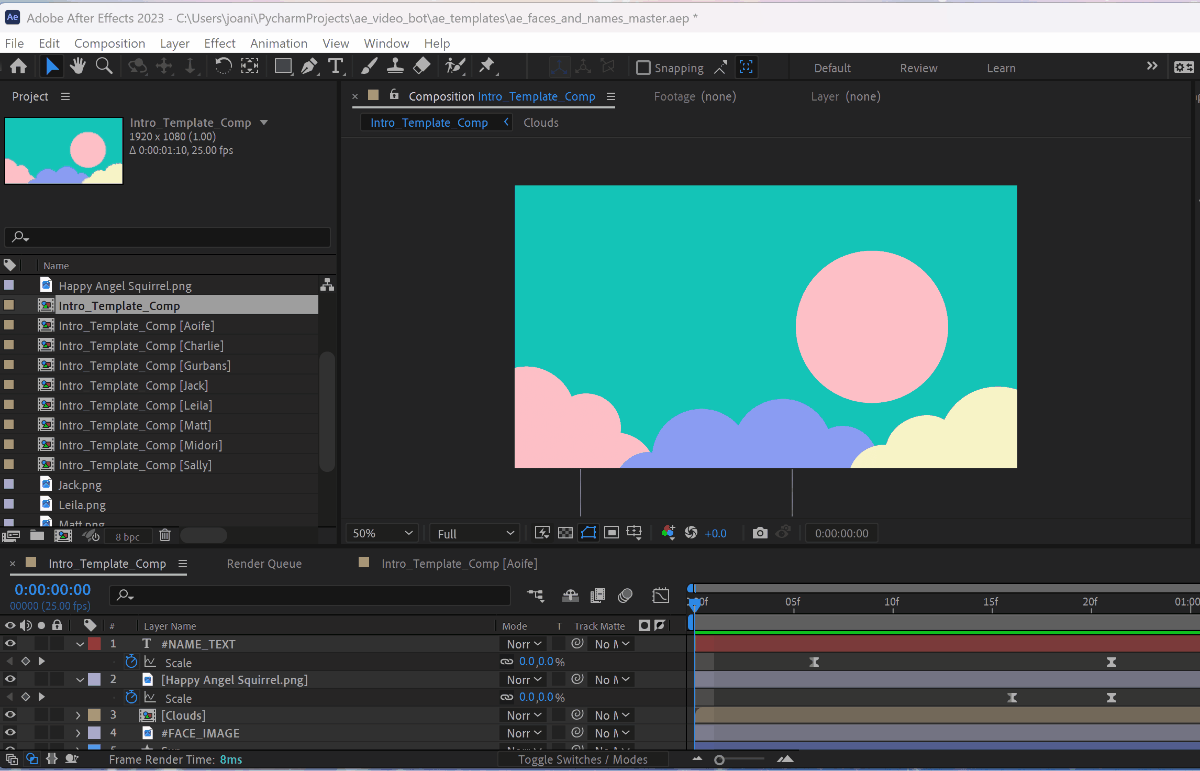 Ae Adobe After Effects 2023 - C:\Users\joani\PycharmProjects\ae_video_bot\ae_templates\ae_faces_and_names_master.aep *
File Edit Composition Layer Effect Animation View Window Help
Snapping Default Review Learn
Project
Composition Intro_Template_Comp Footage (none) Layer (none)
Intro_Template_Comp Clouds
Intro_Template_Comp
1920 x 1080 (1.00)
Δ 0:00:01:10, 25.00 fps
Name
Happy Angel Squirrel.png
Intro_Template_Comp
Intro_Template_Comp [Aoife]
Intro_Template_Comp [Charlie]
Intro_Template_Comp [Gurbans]
Intro_Template_Comp [Jack]
Intro_Template_Comp [Leila]
Intro_Template_Comp [Matt]
Intro_Template_Comp [Midori]
Intro_Template_Comp [Sally]
Jack.png
Leila.png
Matt.png
8 bpc
50% Full +0.0 0:00:00:00
Intro_Template_Comp Render Queue Intro_Template_Comp [Aoife]
0:00:00:00
00000 (25.00 fps)
:00f 05f 10f 15f 20f 01:00
# Layer Name Mode T Track Matte
1 T #NAME_TEXT Norr No M
Scale 0.0,0.0%
2 [Happy Angel Squirrel.png] Norr No M
Scale 0.0,0.0%
3 [Clouds] Norr No M
4 #FACE_IMAGE Norr No M
5 Sun
Frame Render Time: 8ms Toggle Switches / Modes